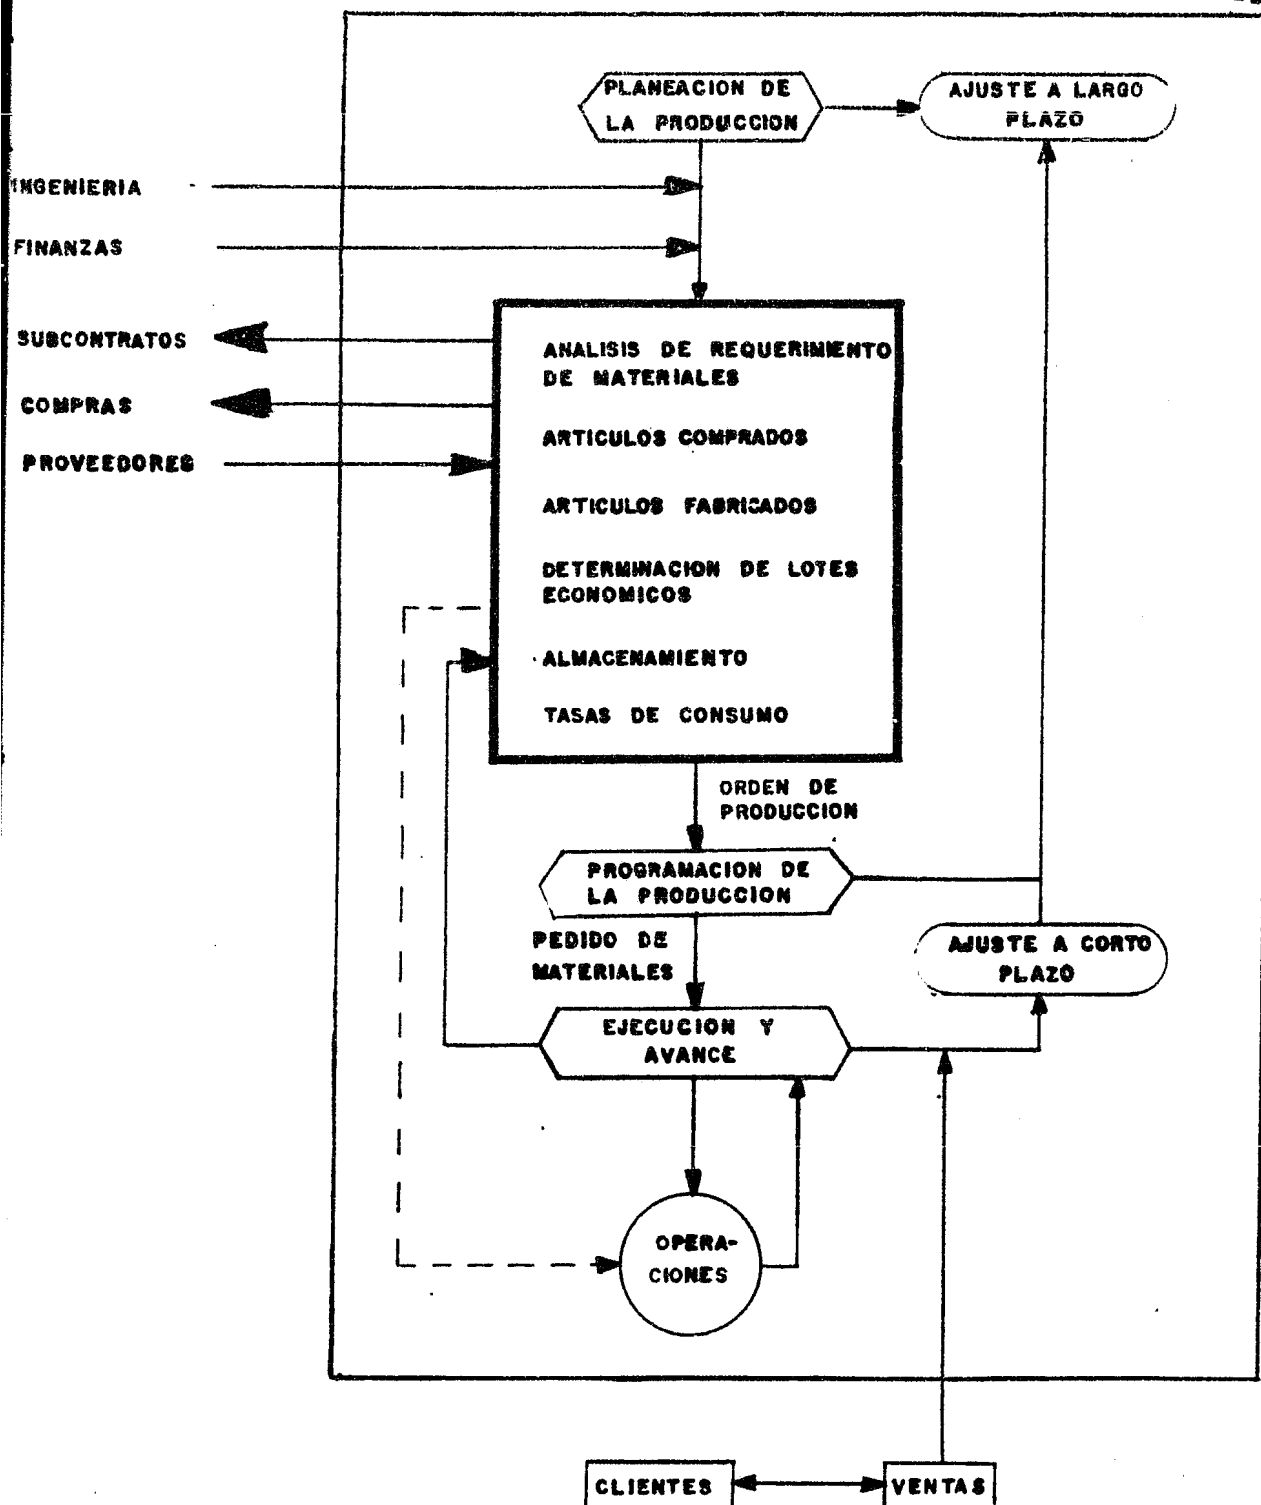 PLANEACION DE
LA PRODUCCION
AJUSTE A LARGO
PLAZO
INGENIERIA
FINANZAS
SUBCONTRATOS
COMPRAS
PROVEEDORES
ANALISIS DE REQUERIMIENTO
DE MATERIALES
ARTICULOS COMPRADOS
ARTICULOS FABRICADOS
DETERMINACION DE LOTES
ECONOMICOS
ALMACENAMIENTO
TASAS DE CONSUMO
ORDEN DE
PRODUCCION
PROGRAMACION DE
LA PRODUCCION
PEDIDO DE
MATERIALES
AJUSTE A CORTO
PLAZO
EJECUCION Y
AVANCE
OPERA-
CIONES
CLIENTES
VENTAS